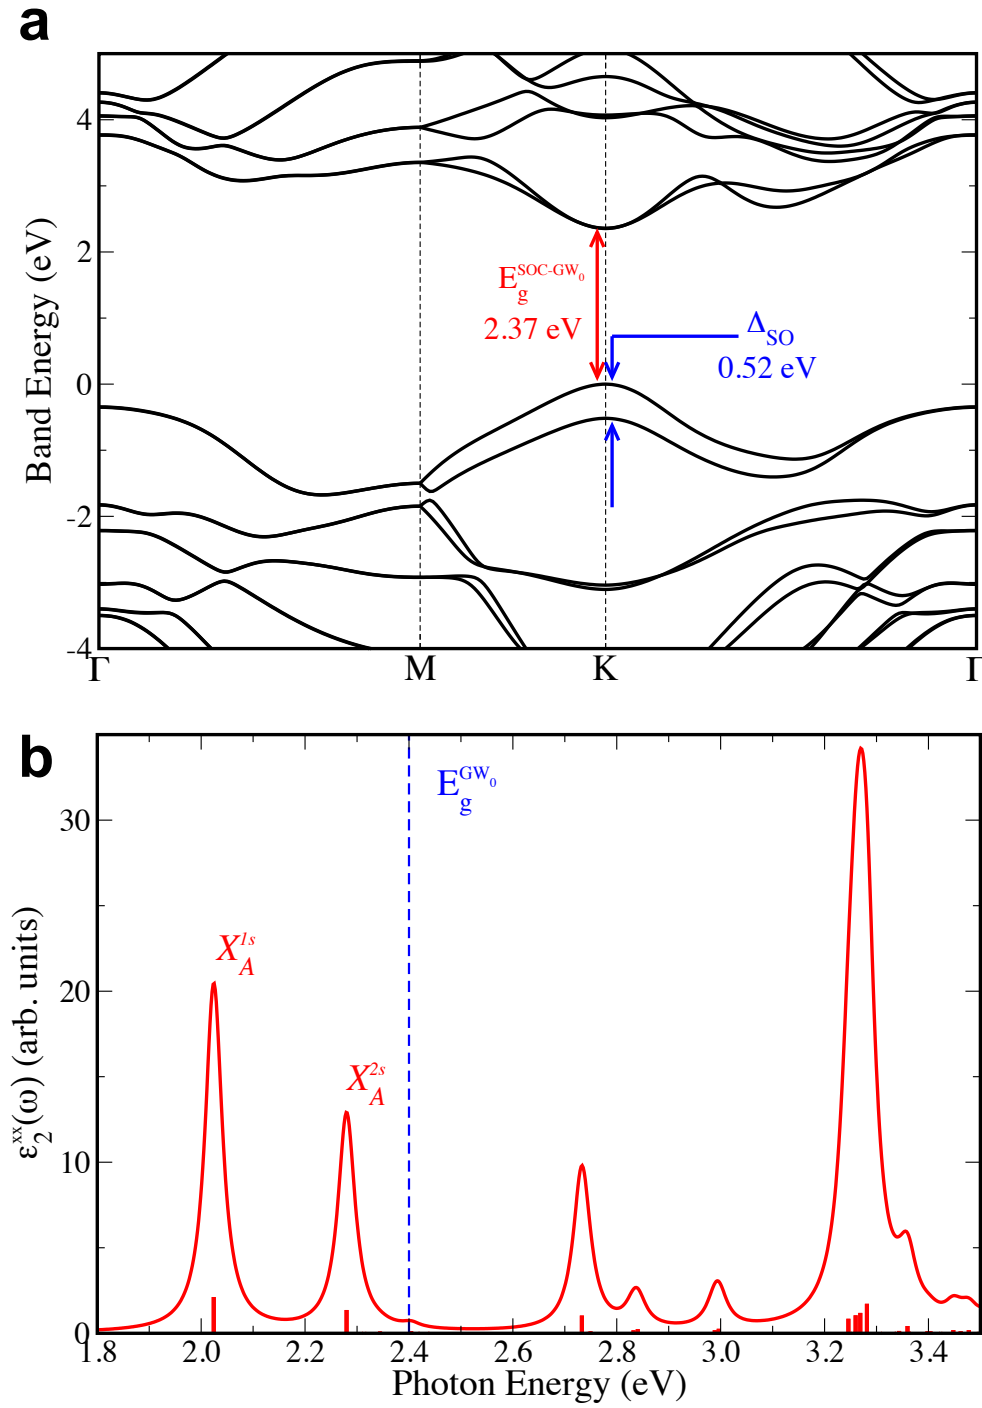 a
Band Energy (eV)
4
2
0
-2
-4
E_g^SOC-GW_0
2.37 eV
Δ_SO
0.52 eV
Γ M K Γ
b
ε_2^xx(ω) (arb. units)
30
20
10
0
E_g^GW_0
X_A^1s
X_A^2s
1.8 2.0 2.2 2.4 2.6 2.8 3.0 3.2 3.4
Photon Energy (eV)